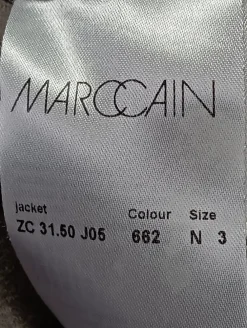 MARCCAIN
jacket Colour Size
ZC 31.50 J05 662 N 3